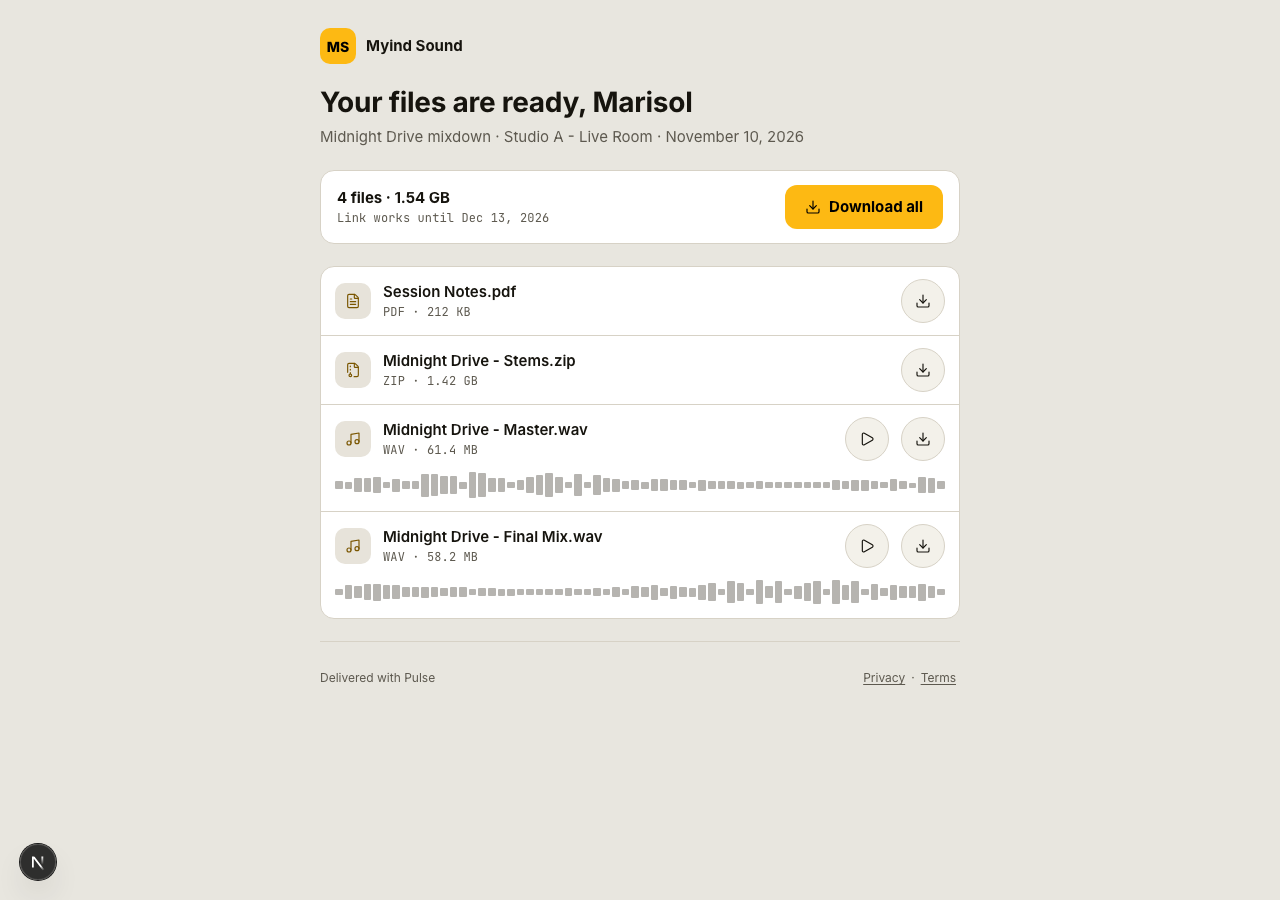 MS
Myind Sound
Your files are ready, Marisol
Midnight Drive mixdown · Studio A - Live Room · November 10, 2026
4 files · 1.54 GB
Link works until Dec 13, 2026
Download all
Session Notes.pdf
PDF · 212 KB
Midnight Drive - Stems.zip
ZIP · 1.42 GB
Midnight Drive - Master.wav
WAV · 61.4 MB
Midnight Drive - Final Mix.wav
WAV · 58.2 MB
Delivered with Pulse
Privacy · Terms
N